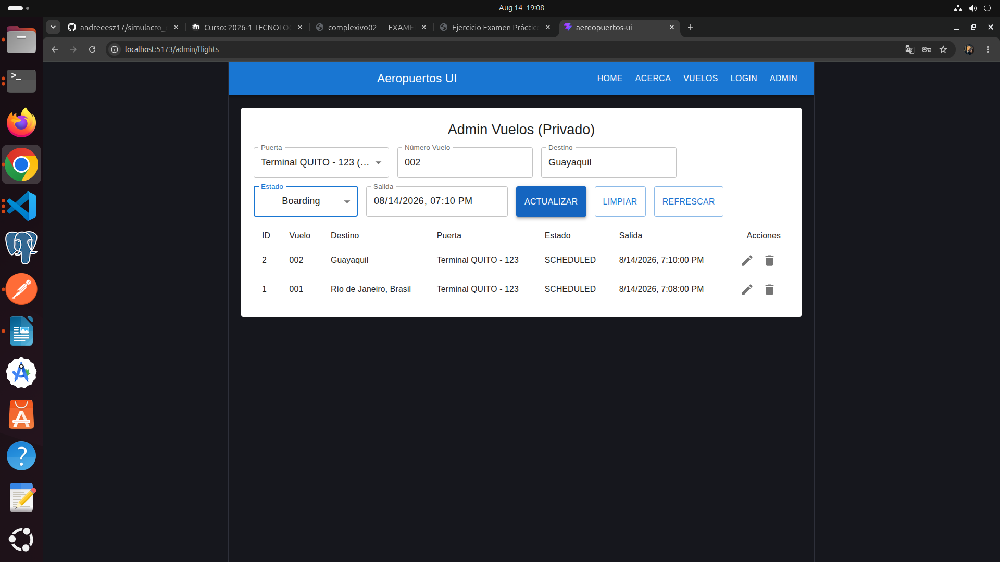 Aug 14 19:08
andreeesz17/simulacro_
Curso: 2026-1 TECNOLO
complexivo02 — EXAME
Ejercicio Examen Práctic
aereopuertos-ui
localhost:5173/admin/flights
Aeropuertos UI
HOME
ACERCA
VUELOS
LOGIN
ADMIN
Admin Vuelos (Privado)
Puerta
Terminal QUITO - 123 (...
Número Vuelo
002
Destino
Guayaquil
Estado
Boarding
Salida
08/14/2026, 07:10 PM
ACTUALIZAR
LIMPIAR
REFRESCAR
ID Vuelo Destino Puerta Estado Salida Acciones
2 002 Guayaquil Terminal QUITO - 123 SCHEDULED 8/14/2026, 7:10:00 PM
1 001 Río de Janeiro, Brasil Terminal QUITO - 123 SCHEDULED 8/14/2026, 7:08:00 PM